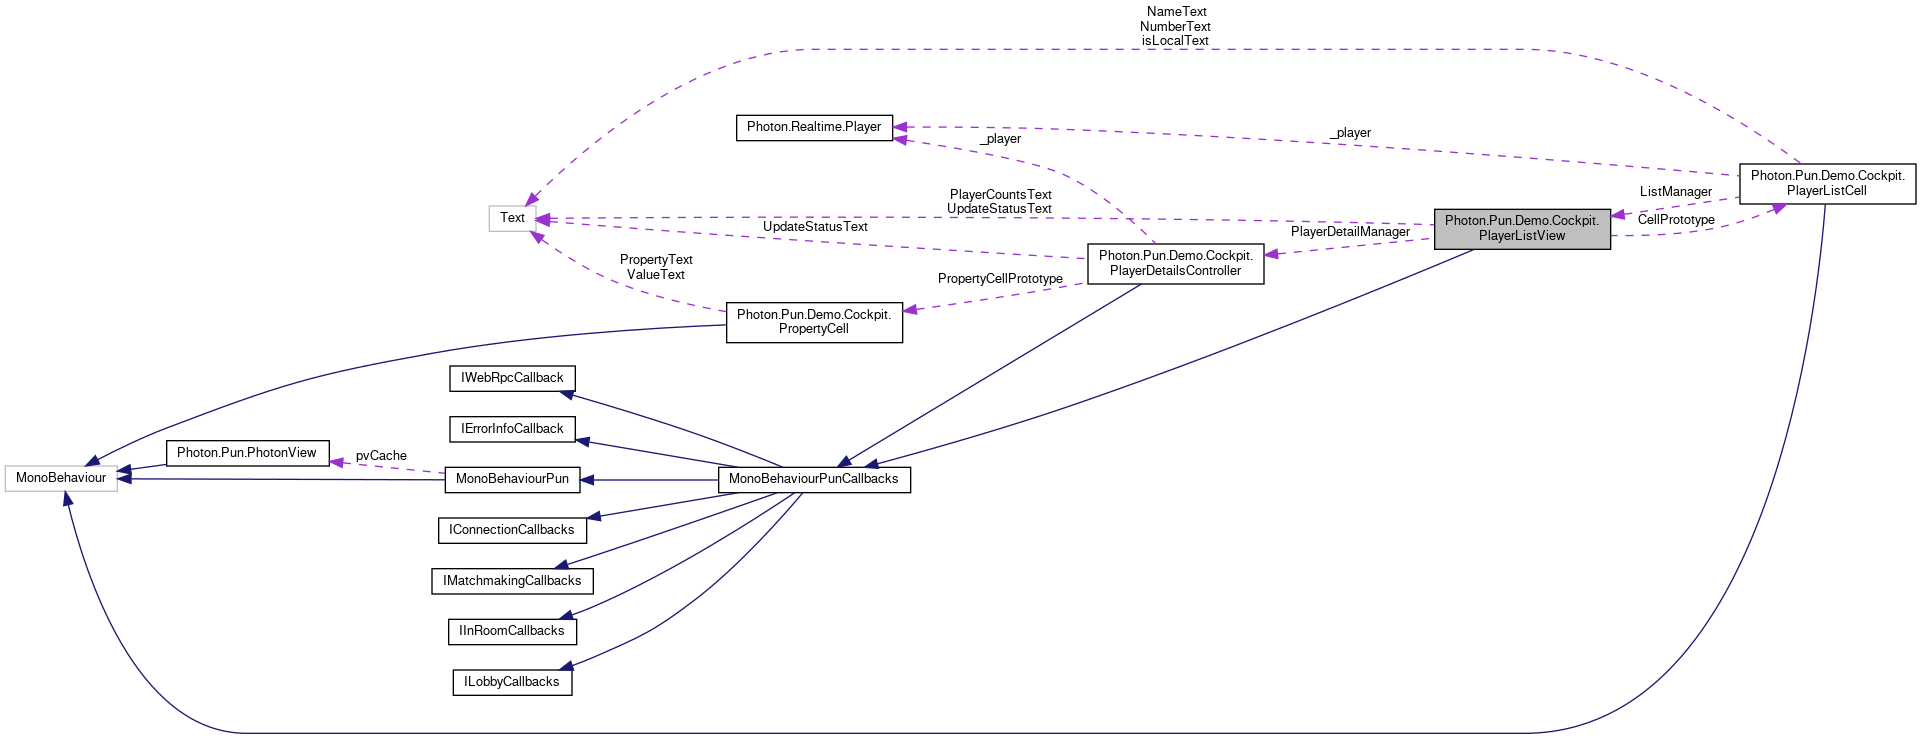 NameText
NumberText
isLocalText
Photon.Realtime.Player
_player
_player
Photon.Pun.Demo.Cockpit.
PlayerListCell
ListManager
CellPrototype
PlayerCountsText
UpdateStatusText
Text
Photon.Pun.Demo.Cockpit.
PlayerListView
UpdateStatusText
PlayerDetailManager
Photon.Pun.Demo.Cockpit.
PlayerDetailsController
PropertyText
ValueText
PropertyCellPrototype
Photon.Pun.Demo.Cockpit.
PropertyCell
IWebRpcCallback
IErrorInfoCallback
Photon.Pun.PhotonView
pvCache
MonoBehaviour
MonoBehaviourPun
MonoBehaviourPunCallbacks
IConnectionCallbacks
IMatchmakingCallbacks
IInRoomCallbacks
ILobbyCallbacks